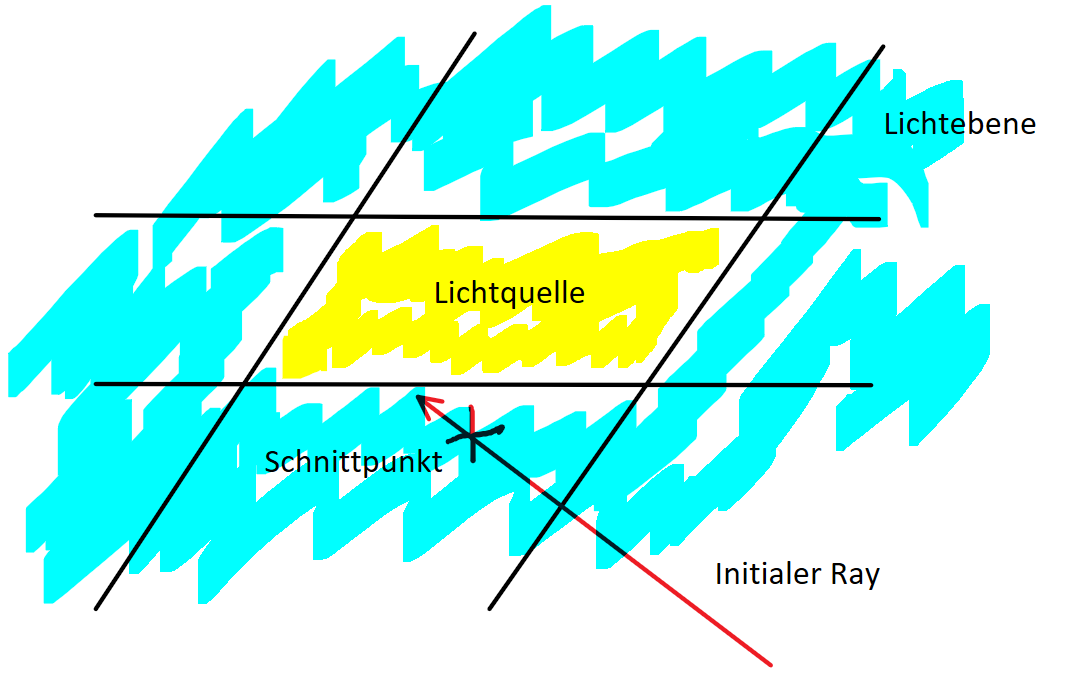 Lichtebene
Lichtquelle
Schnittpunkt
Initialer Ray